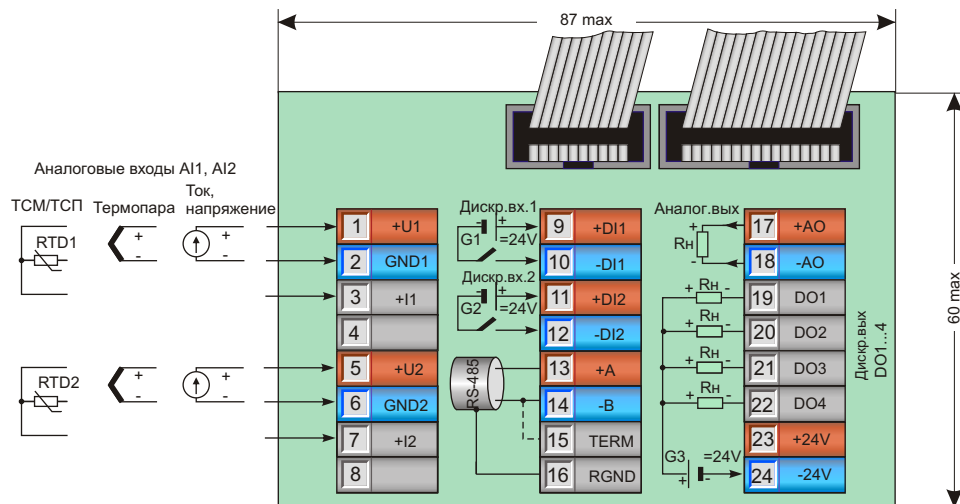 87 max
60 max
Аналоговые входы AI1, AI2
ТСМ/ТСП
Термопара
Ток,
напряжение
RTD1
+
-
+
-
RTD2
+
-
+
-
1 +U1
2 GND1
3 +I1
4
5 +U2
6 GND2
7 +I2
8
Дискр.вх.1
- +
G1 =24V
Дискр.вх.2
- +
G2 =24V
RS-485
9 +DI1
10 -DI1
11 +DI2
12 -DI2
13 +A
14 -B
15 TERM
16 RGND
Аналог.вых
+
Rн
-
+ Rн -
+ Rн -
+ Rн -
+ Rн -
G3 =24V
+ -
17 +AO
18 -AO
19 DO1
20 DO2
21 DO3
22 DO4
23 +24V
24 -24V
Дискр.вых
DO1...4